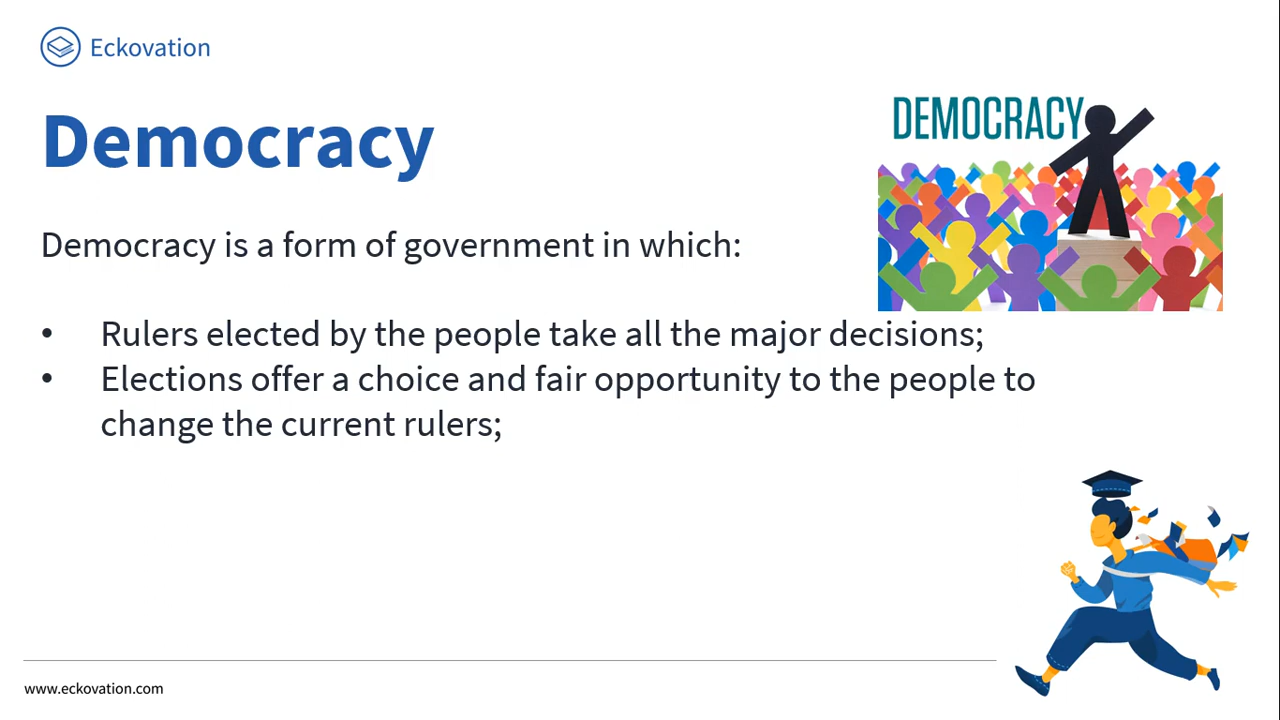 Eckovation
Democracy
DEMOCRACY
Democracy is a form of government in which:
• Rulers elected by the people take all the major decisions;
• Elections offer a choice and fair opportunity to the people to
change the current rulers;
www.eckovation.com